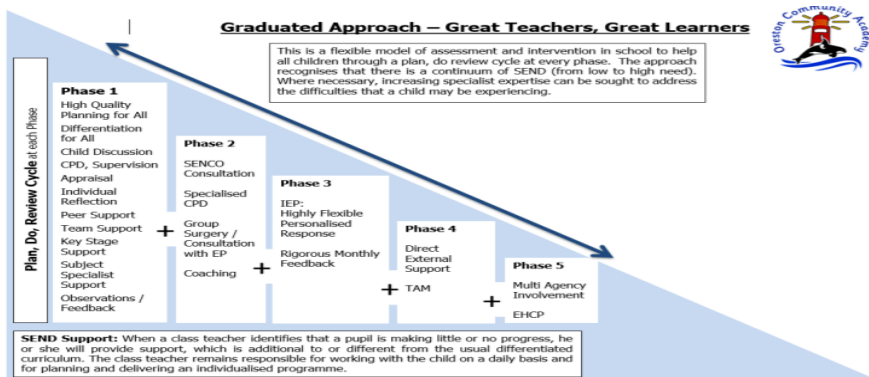 Graduated Approach – Great Teachers, Great Learners
Oreston Community Academy
This is a flexible model of assessment and intervention in school to help
all children through a plan, do review cycle at every phase. The approach
recognises that there is a continuum of SEND (from low to high need).
Where necessary, increasing specialist expertise can be sought to address
the difficulties that a child may be experiencing.
Plan, Do, Review Cycle at each Phase
Phase 1
High Quality
Planning for All
Differentiation
for All
Child Discussion
CPD, Supervision
Appraisal
Individual
Reflection
Peer Support
Team Support
Key Stage
Support
Subject
Specialist
Support
Observations /
Feedback
+
Phase 2
SENCO
Consultation
Specialised
CPD
Group
Surgery /
Consultation
with EP
Coaching
+
Phase 3
IEP:
Highly Flexible
Personalised
Response
Rigorous Monthly
Feedback
+
Phase 4
Direct
External
Support
TAM
+
Phase 5
Multi Agency
Involvement
EHCP
SEND Support: When a class teacher identifies that a pupil is making little or no progress, he
or she will provide support, which is additional to or different from the usual differentiated
curriculum. The class teacher remains responsible for working with the child on a daily basis and
for planning and delivering an individualised programme.